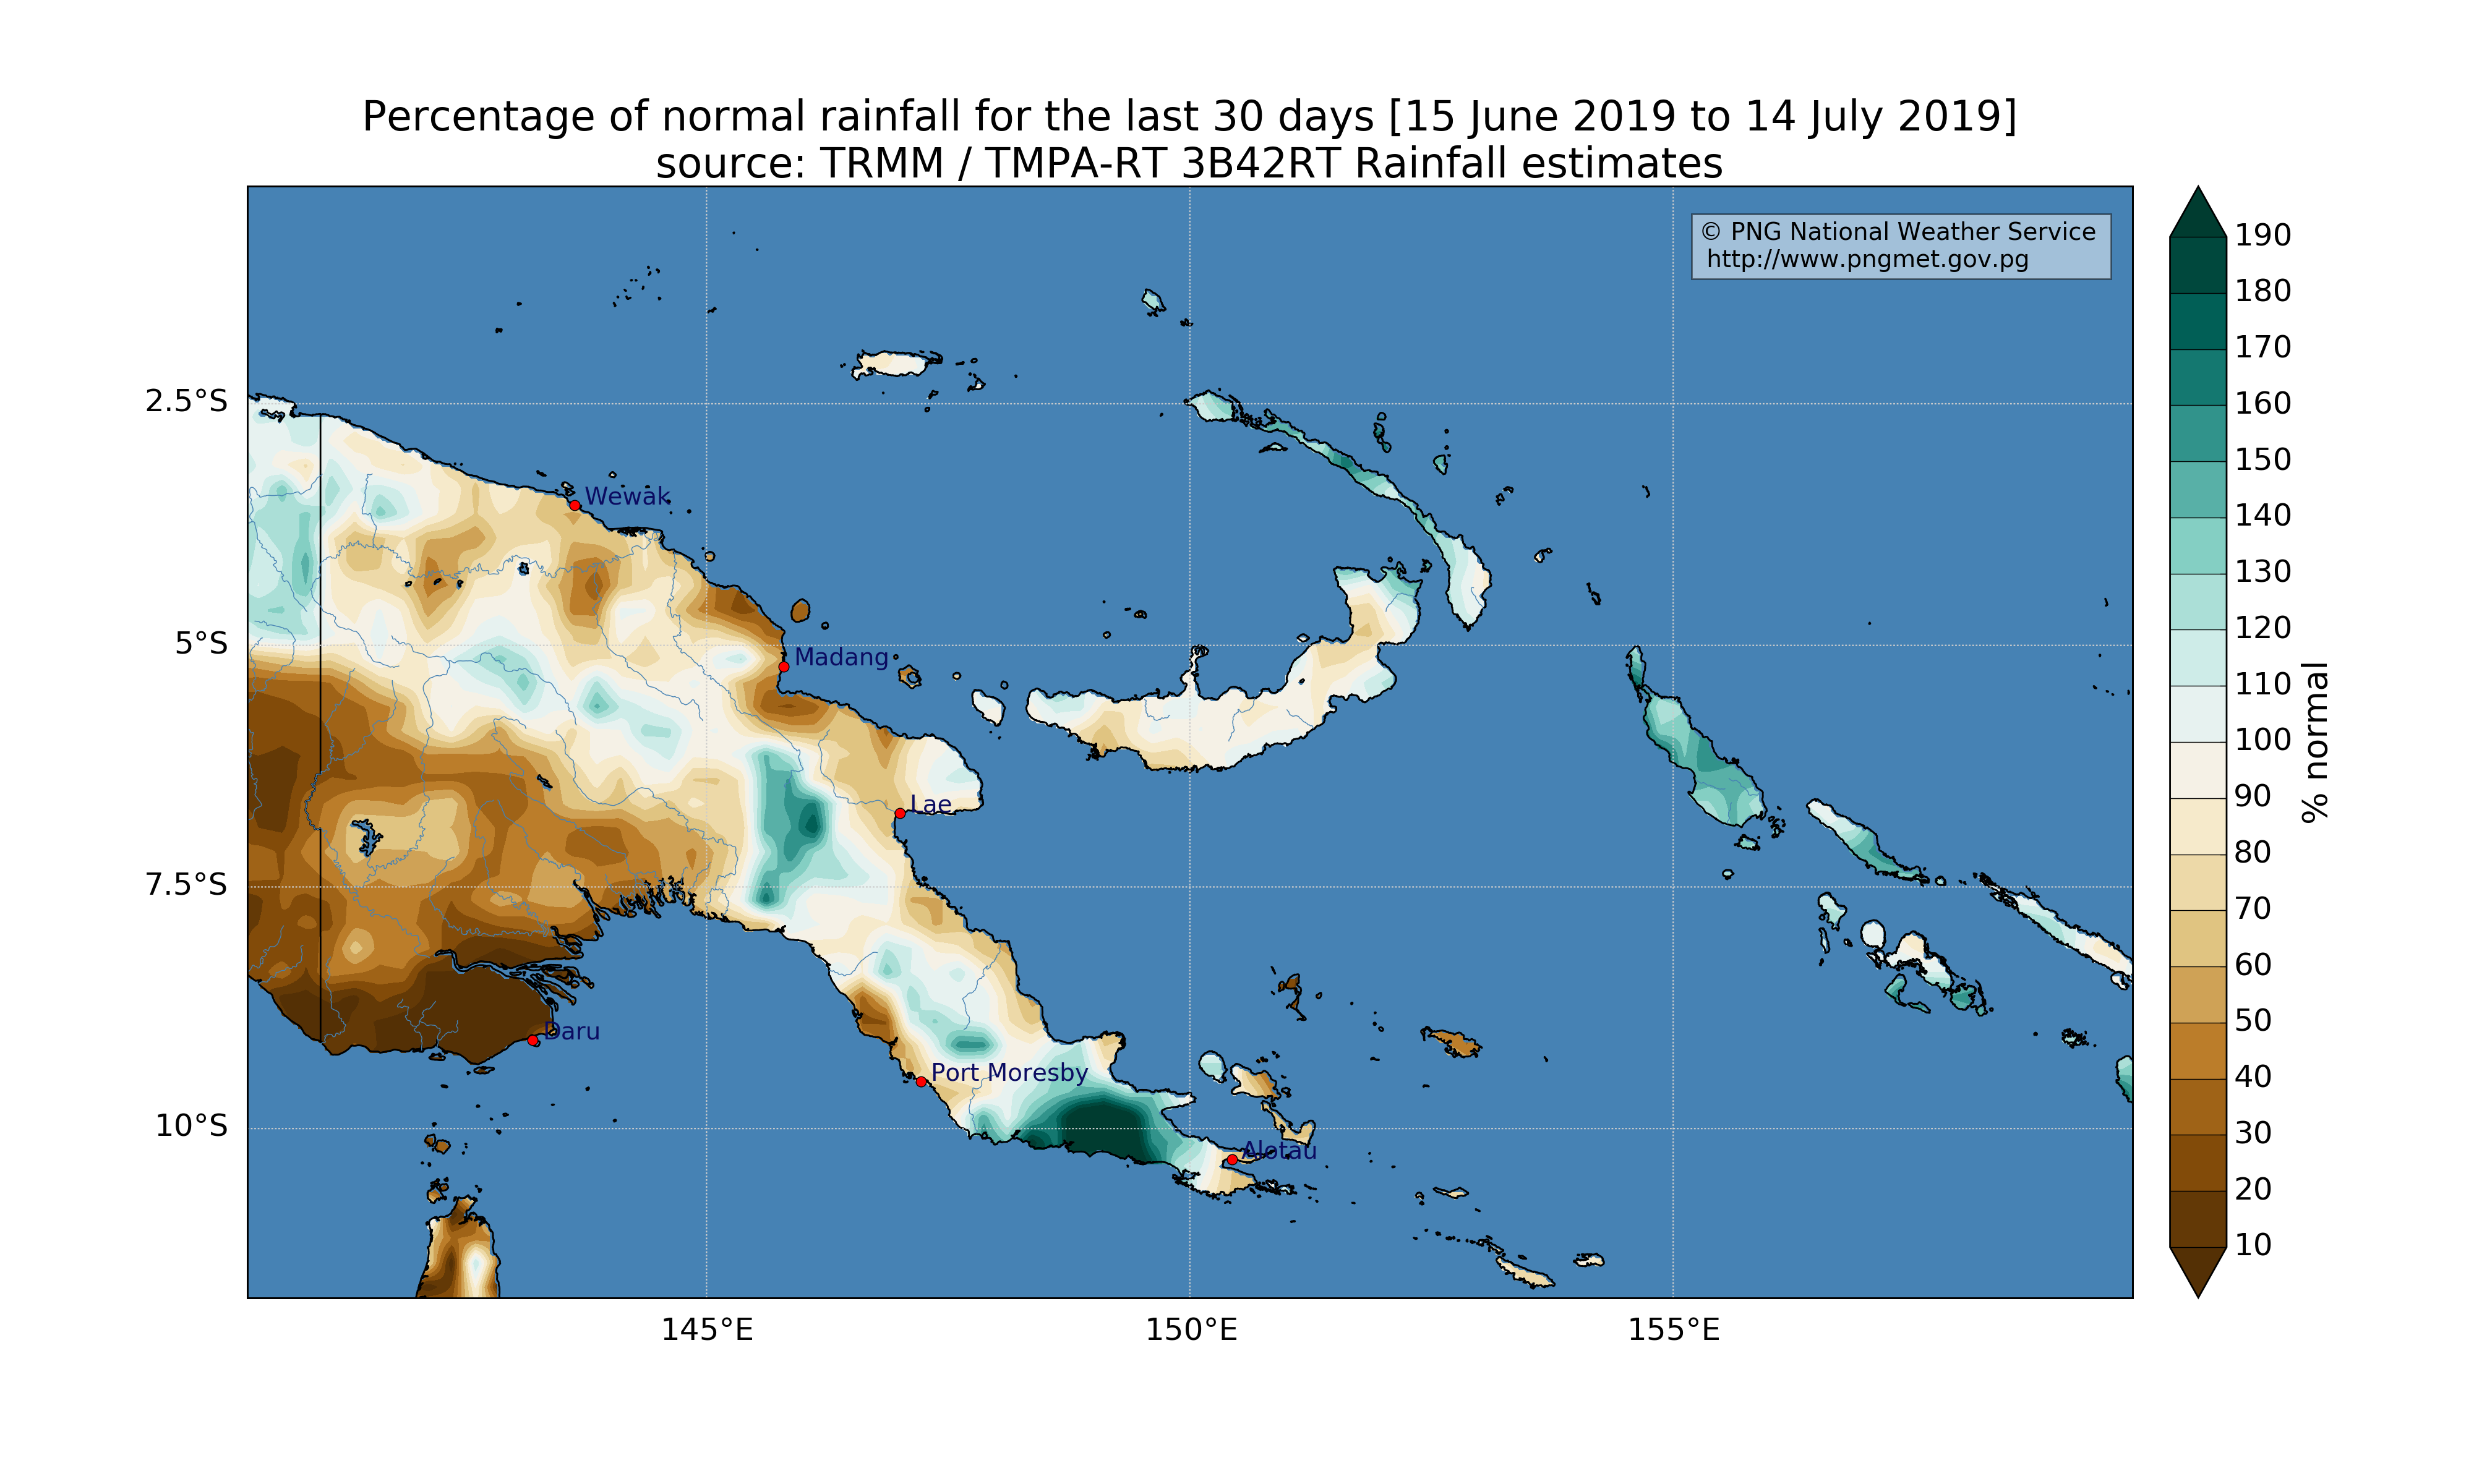 Percentage of normal rainfall for the last 30 days [15 June 2019 to 14 July 2019]
source: TRMM / TMPA-RT 3B42RT Rainfall estimates
© PNG National Weather Service
http://www.pngmet.gov.pg
190
180
170
160
150
140
130
120
110
100
90
80
70
60
50
40
30
20
10
% normal
2.5°S
5°S
7.5°S
10°S
Wewak
Madang
Lae
Daru
Port Moresby
Alotau
145°E
150°E
155°E